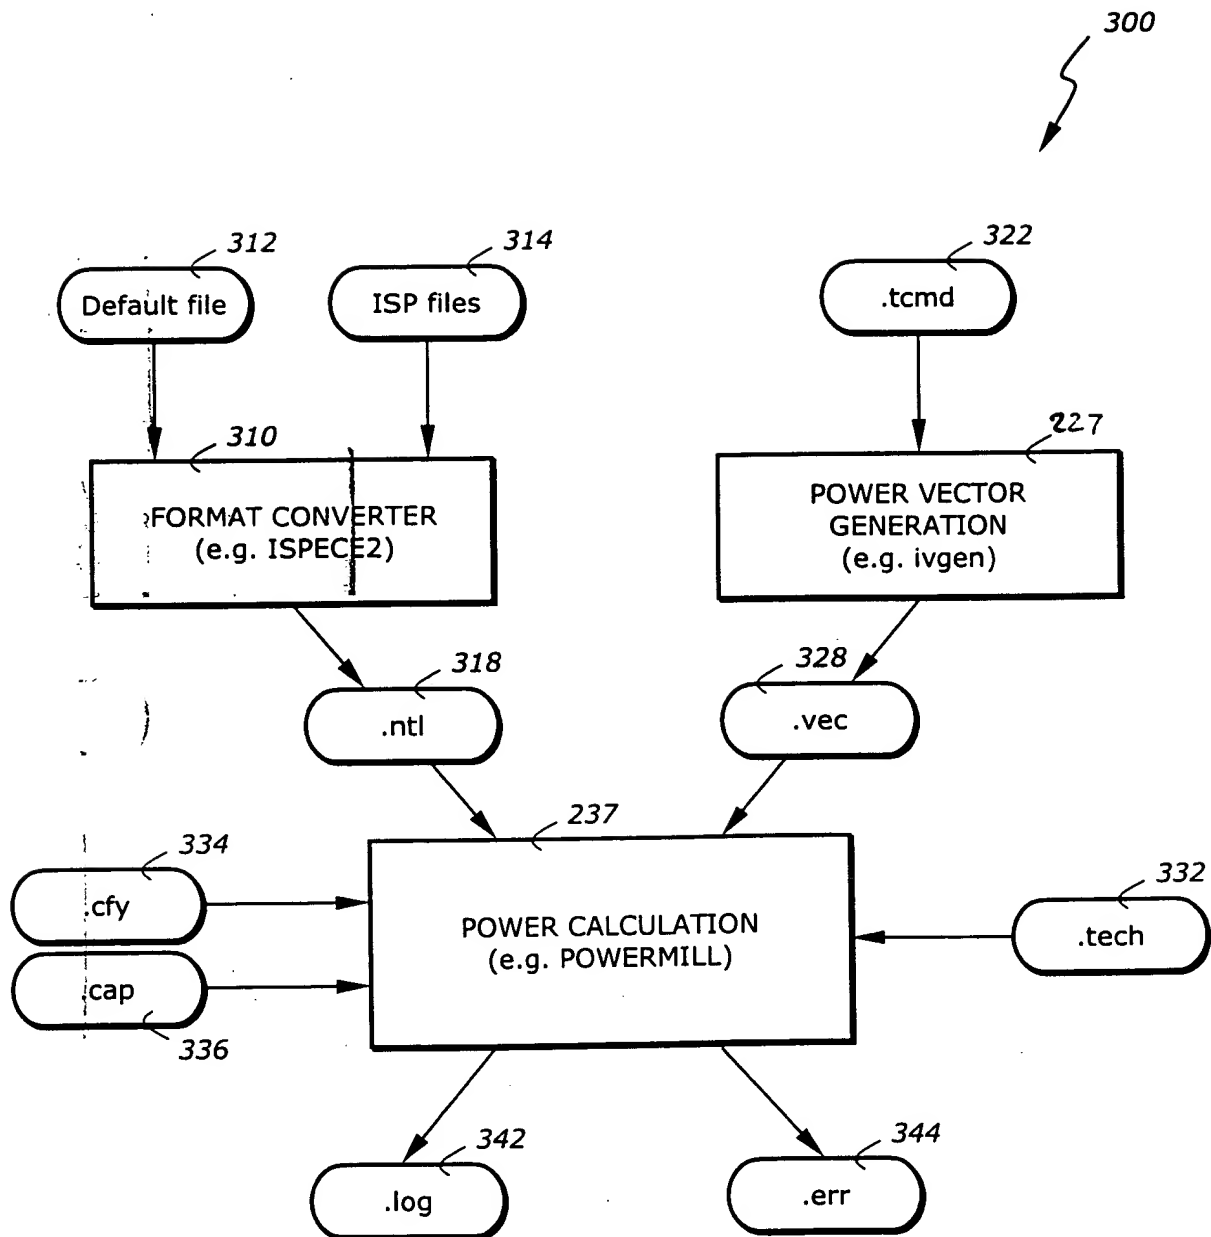 300
312
314
322
Default file
ISP files
.tcmd
310
227
FORMAT CONVERTER
(e.g. ISPECE2)
POWER VECTOR
GENERATION
(e.g. ivgen)
318
328
.ntl
.vec
237
334
332
.cfy
POWER CALCULATION
(e.g. POWERMILL)
.tech
.cap
336
342
344
.log
.err